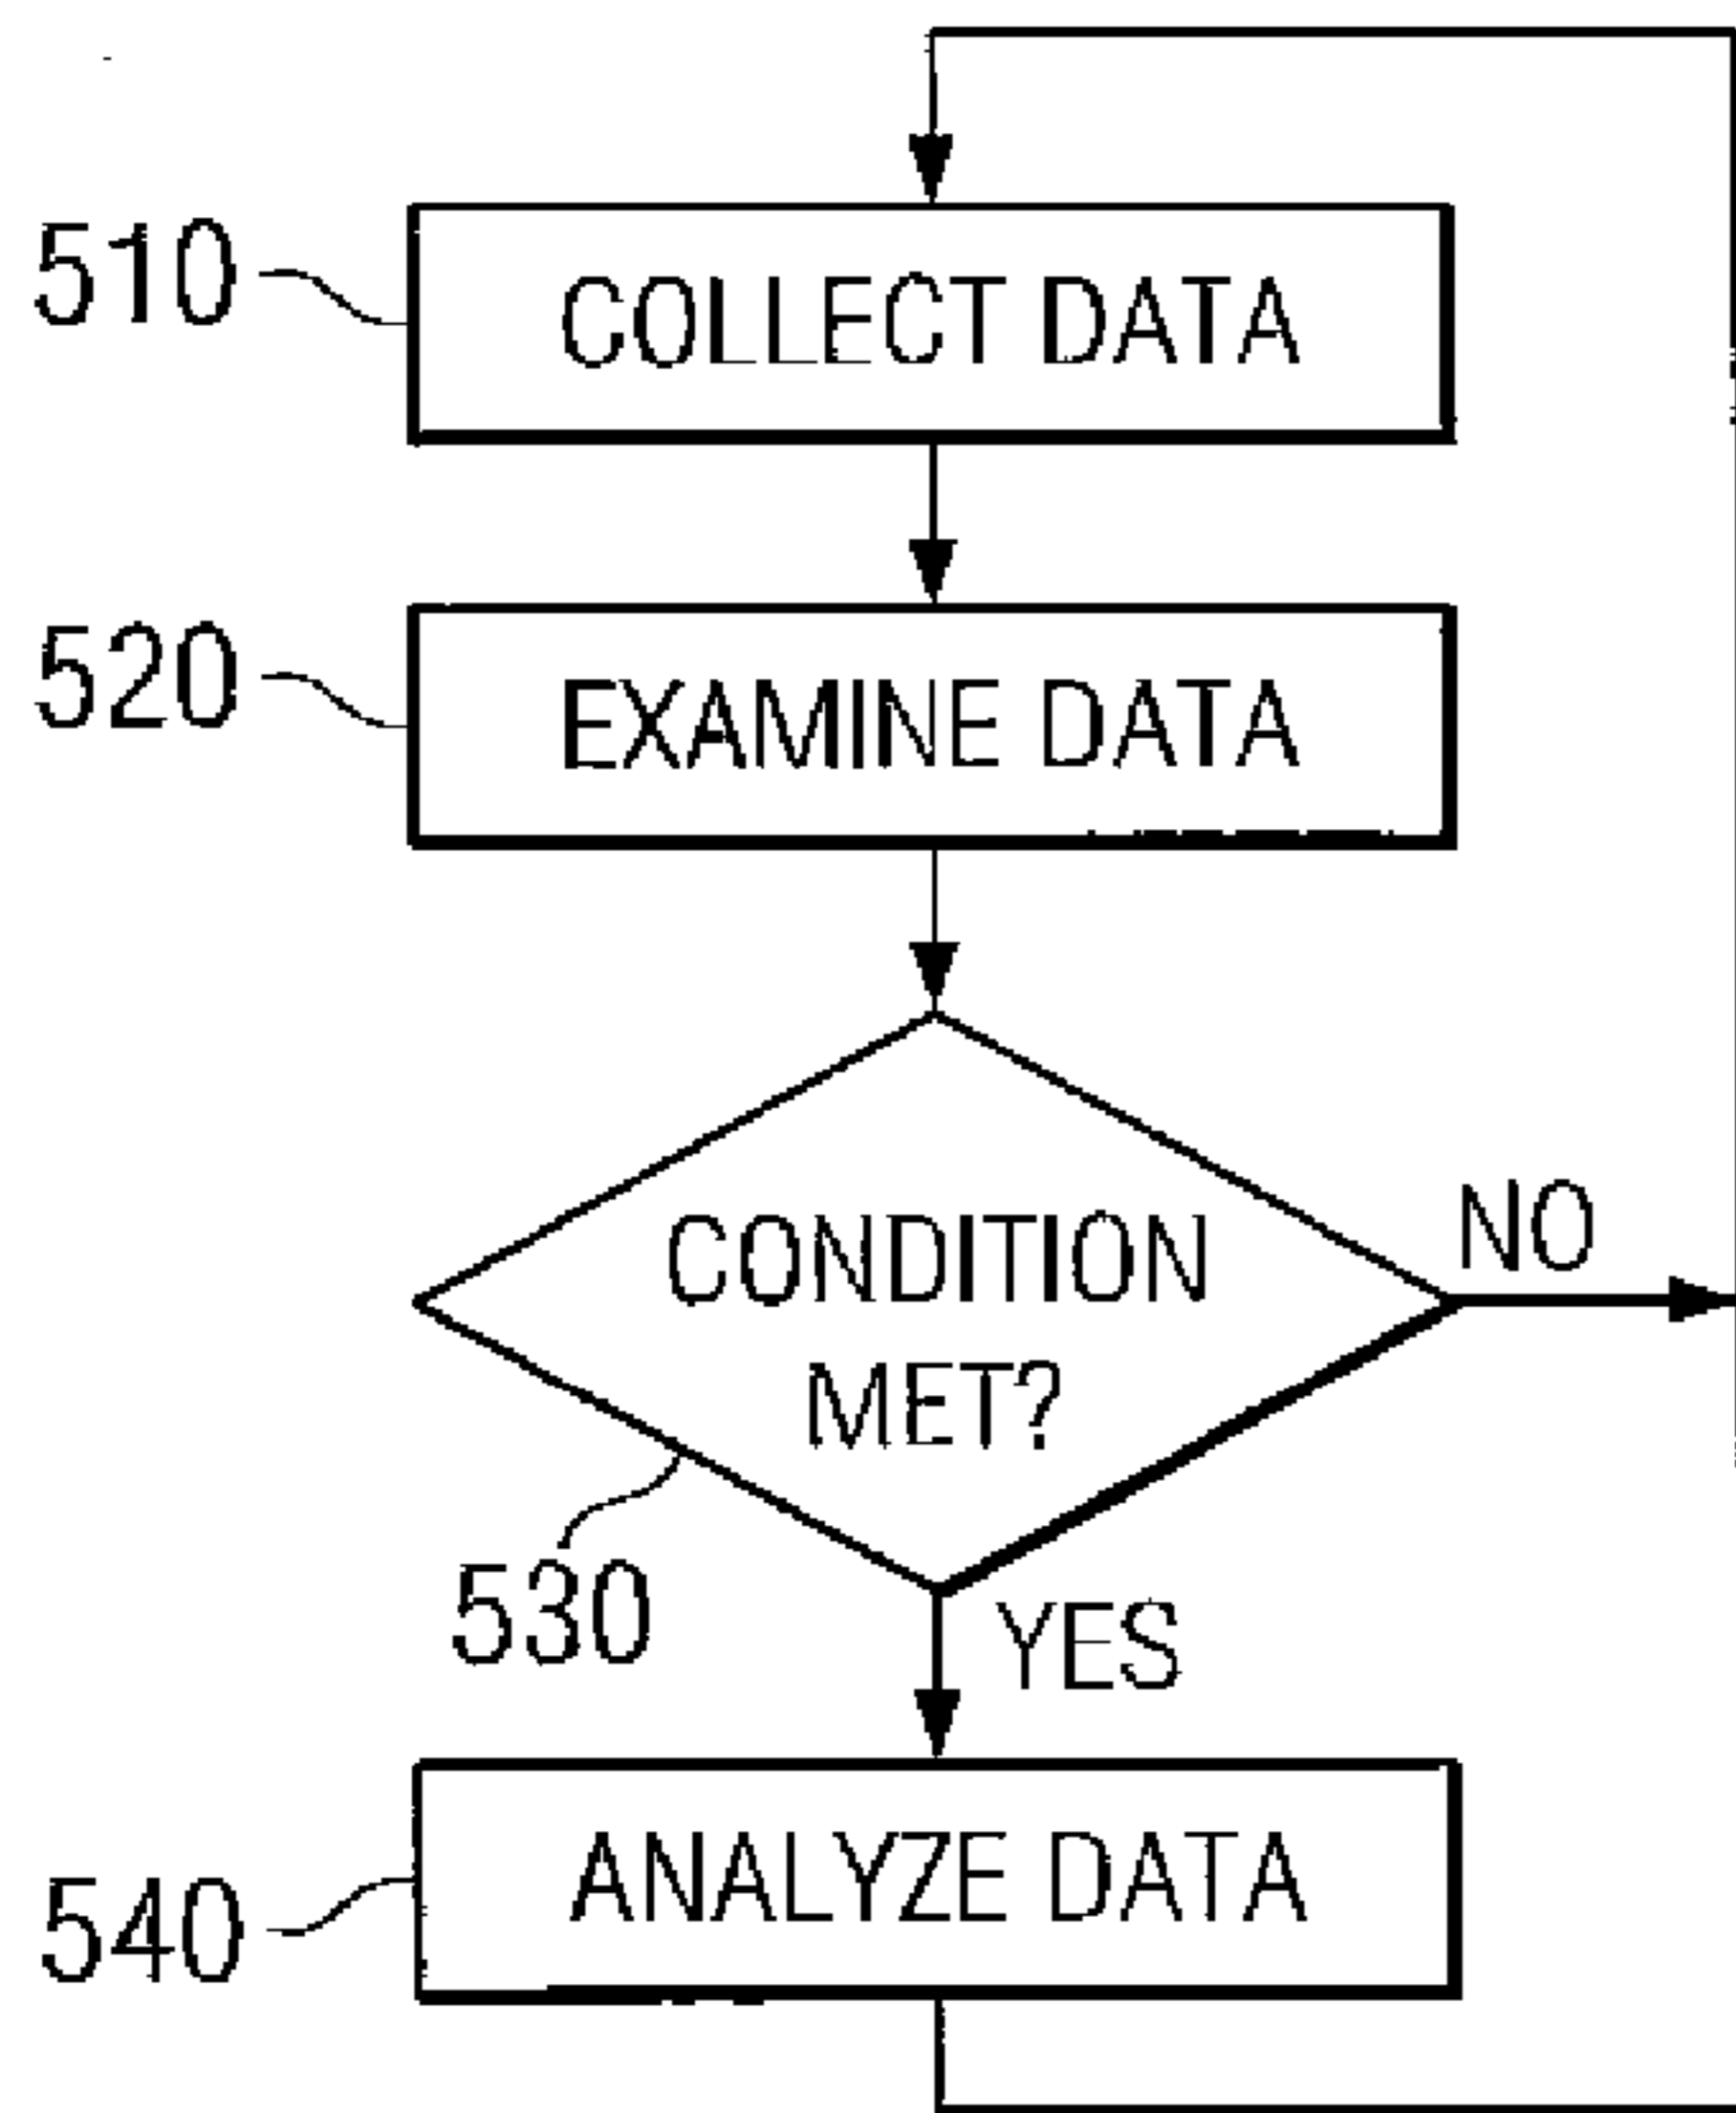 510
COLLECT DATA
520
EXAMINE DATA
CONDITION
MET?
NO
530
YES
540
ANALYZE DATA